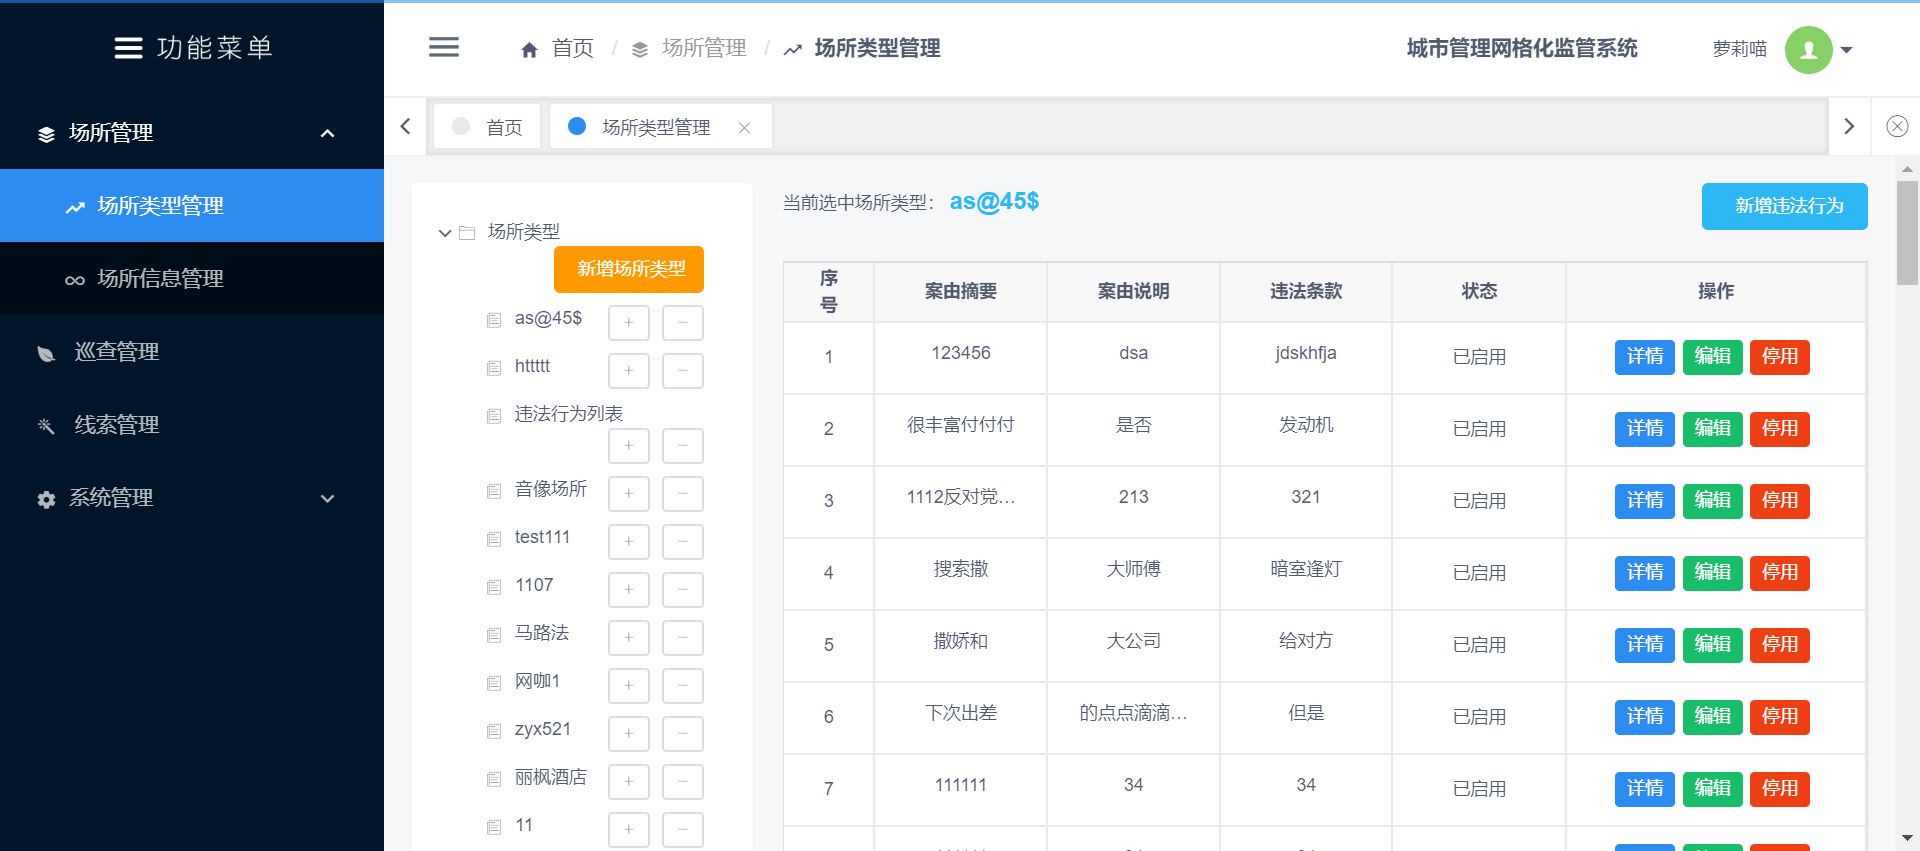 功能菜单
场所管理
场所类型管理
场所信息管理
巡查管理
线索管理
系统管理
首页 / 场所管理 / 场所类型管理
城市管理网格化监管系统
萝莉喵
首页
场所类型管理
场所类型
新增场所类型
as@45$
httttt
违法行为列表
音像场所
test111
1107
马路法
网咖1
zyx521
丽枫酒店
11
当前选中场所类型： as@45$
新增违法行为
序号 案由摘要 案由说明 违法条款 状态 操作
1 123456 dsa jdskhfja 已启用 详情 编辑 停用
2 很丰富付付付 是否 发动机 已启用 详情 编辑 停用
3 1112反对党… 213 321 已启用 详情 编辑 停用
4 搜索撒 大师傅 暗室逢灯 已启用 详情 编辑 停用
5 撒娇和 大公司 给对方 已启用 详情 编辑 停用
6 下次出差 的点点滴滴… 但是 已启用 详情 编辑 停用
7 111111 34 34 已启用 详情 编辑 停用